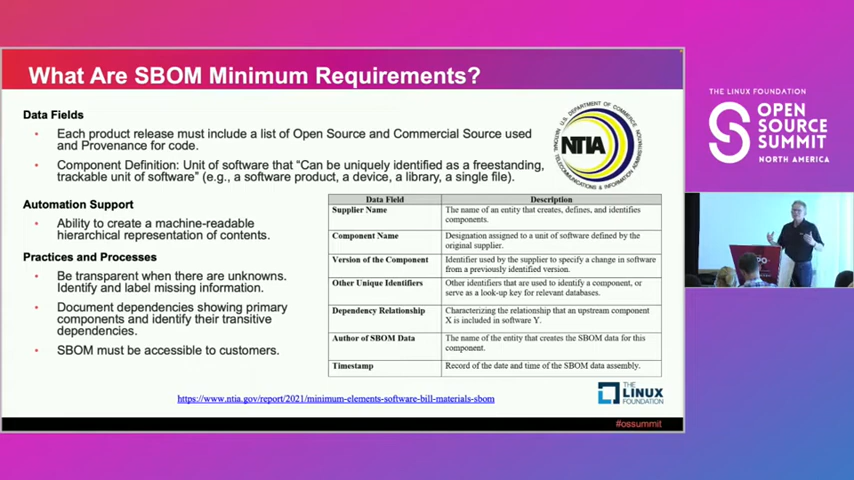 What Are SBOM Minimum Requirements?
Data Fields
• Each product release must include a list of Open Source and Commercial Source used
and Provenance for code.
• Component Definition: Unit of software that "Can be uniquely identified as a freestanding,
trackable unit of software" (e.g., a software product, a device, a library, a single file).
Automation Support
• Ability to create a machine-readable
hierarchical representation of contents.
Practices and Processes
• Be transparent when there are unknowns.
Identify and label missing information.
• Document dependencies showing primary
components and identify their transitive
dependencies.
• SBOM must be accessible to customers.
U.S. DEPARTMENT OF COMMERCE
NTIA
Data Field Description
Supplier Name The name of an entity that creates, defines, and identifies
components.
Component Name Designation assigned to a unit of software defined by the
original supplier.
Version of the Component Identifier used by the supplier to specify a change in software
from a previously identified version.
Other Unique Identifiers Other identifiers that are used to identify a component, or
serve as a look-up key for relevant databases.
Dependency Relationship Characterizing the relationship that an upstream component
X is included in software Y.
Author of SBOM Data The name of the entity that creates the SBOM data for this
component.
Timestamp Record of the date and time of the SBOM data assembly.
https://www.ntia.gov/report/2021/minimum-elements-software-bill-materials-sbom
THE
LINUX
FOUNDATION
#ossummit
THE LINUX FOUNDATION
OPEN
SOURCE
SUMMIT
NORTH AMERICA